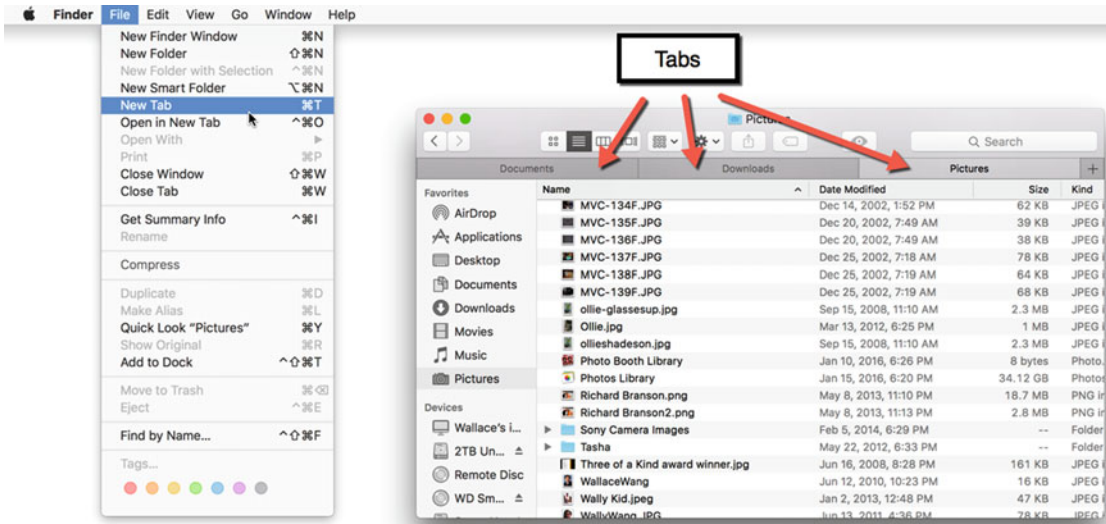 Finder File Edit View Go Window Help
New Finder Window ⌘N
New Folder ⇧⌘N
New Folder with Selection ^⌘N
New Smart Folder ⌥⌘N
New Tab ⌘T
Open in New Tab ^⌘O
Open With
Print ⌘P
Close Window ⇧⌘W
Close Tab ⌘W
Get Summary Info ^⌘I
Rename
Compress
Duplicate ⌘D
Make Alias ⌘L
Quick Look "Pictures" ⌘Y
Show Original ⌘R
Add to Dock ^⇧⌘T
Move to Trash ⌘⌫
Eject ^⌘E
Find by Name... ^⇧⌘F
Tags...
Tabs
Pictures
Search
Documents Downloads Pictures +
Favorites
AirDrop
Applications
Desktop
Documents
Downloads
Movies
Music
Pictures
Devices
Wallace's i...
2TB Un...
Remote Disc
WD Sm...
Name Date Modified Size Kind
MVC-134F.JPG Dec 14, 2002, 1:52 PM 62 KB JPEG
MVC-135F.JPG Dec 20, 2002, 7:49 AM 39 KB JPEG
MVC-136F.JPG Dec 20, 2002, 7:49 AM 38 KB JPEG
MVC-137F.JPG Dec 25, 2002, 7:18 AM 78 KB JPEG
MVC-138F.JPG Dec 25, 2002, 7:19 AM 64 KB JPEG
MVC-139F.JPG Dec 25, 2002, 7:19 AM 68 KB JPEG
ollie-glassesup.jpg Sep 15, 2008, 11:10 AM 2.3 MB JPEG
Ollie.jpg Mar 13, 2012, 6:25 PM 1 MB JPEG
ollieshadeson.jpg Sep 15, 2008, 11:10 AM 2.3 MB JPEG
Photo Booth Library Jan 10, 2016, 6:26 PM 8 bytes Photo
Photos Library Jan 15, 2016, 6:20 PM 34.12 GB Photos
Richard Branson.png May 8, 2013, 11:10 PM 18.7 MB PNG
Richard Branson2.png May 8, 2013, 11:13 PM 2.8 MB PNG
Sony Camera Images Feb 5, 2014, 6:29 PM -- Folder
Tasha May 22, 2012, 6:33 PM -- Folder
Three of a Kind award winner.jpg Jun 16, 2008, 8:28 PM 161 KB JPEG
WallaceWang Jun 12, 2010, 10:23 PM 16 KB JPEG
Wally Kid.jpeg Jan 2, 2013, 12:48 PM 47 KB JPEG
WallyWang.JPG Jun 13, 2011, 4:36 PM 78 KB JPEG